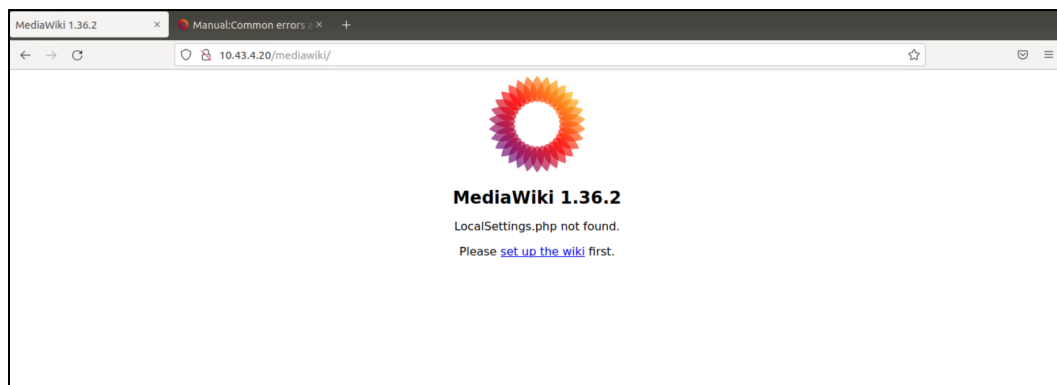 MediaWiki 1.36.2
Manual:Common errors a
10.43.4.20/mediawiki/
MediaWiki 1.36.2
LocalSettings.php not found.
Please set up the wiki first.